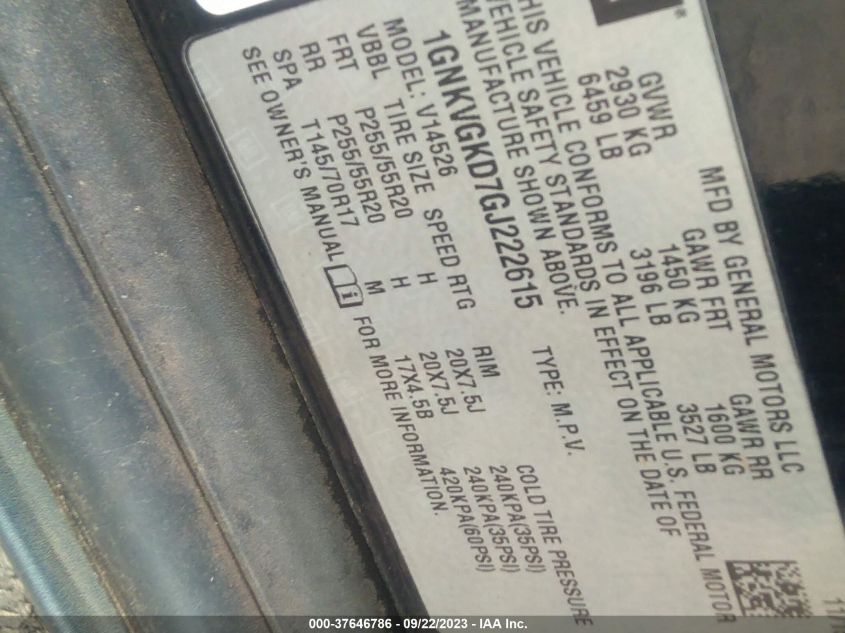 MFD BY GENERAL MOTORS LLC
11/1
GVWR GAWR FRT GAWR RR
2930 KG 1450 KG 1600 KG
6459 LB 3196 LB 3527 LB
THIS VEHICLE CONFORMS TO ALL APPLICABLE U.S. FEDERAL MOTOR
VEHICLE SAFETY STANDARDS IN EFFECT ON THE DATE OF
MANUFACTURE SHOWN ABOVE.
1GNKVGKD7GJ222615 TYPE: M.P.V.
MODEL: V14526
VBBL TIRE SIZE SPEED RTG RIM COLD TIRE PRESSURE
FRT P255/55R20 H 20X7.5J 240KPA(35PSI)
RR P255/55R20 H 20X7.5J 240KPA(35PSI)
SPA T145/70R17 M 17X4.5B 420KPA(60PSI)
SEE OWNER'S MANUAL FOR MORE INFORMATION.
000-37646786 - 09/22/2023 - IAA Inc.